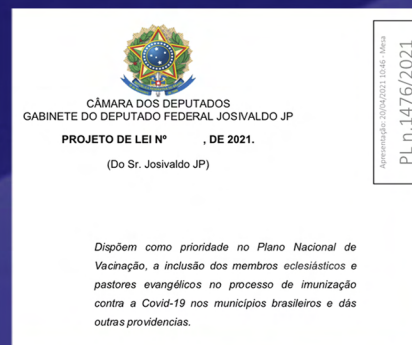 CÂMARA DOS DEPUTADOS
GABINETE DO DEPUTADO FEDERAL JOSIVALDO JP
PROJETO DE LEI Nº , DE 2021.
(Do Sr. Josivaldo JP)
Dispõem como prioridade no Plano Nacional de
Vacinação, a inclusão dos membros eclesiásticos e
pastores evangélicos no processo de imunização
contra a Covid-19 nos municípios brasileiros e dás
outras providencias.
Apresentação: 20/04/2021 10:46 - Mesa
PL n.1476/2021